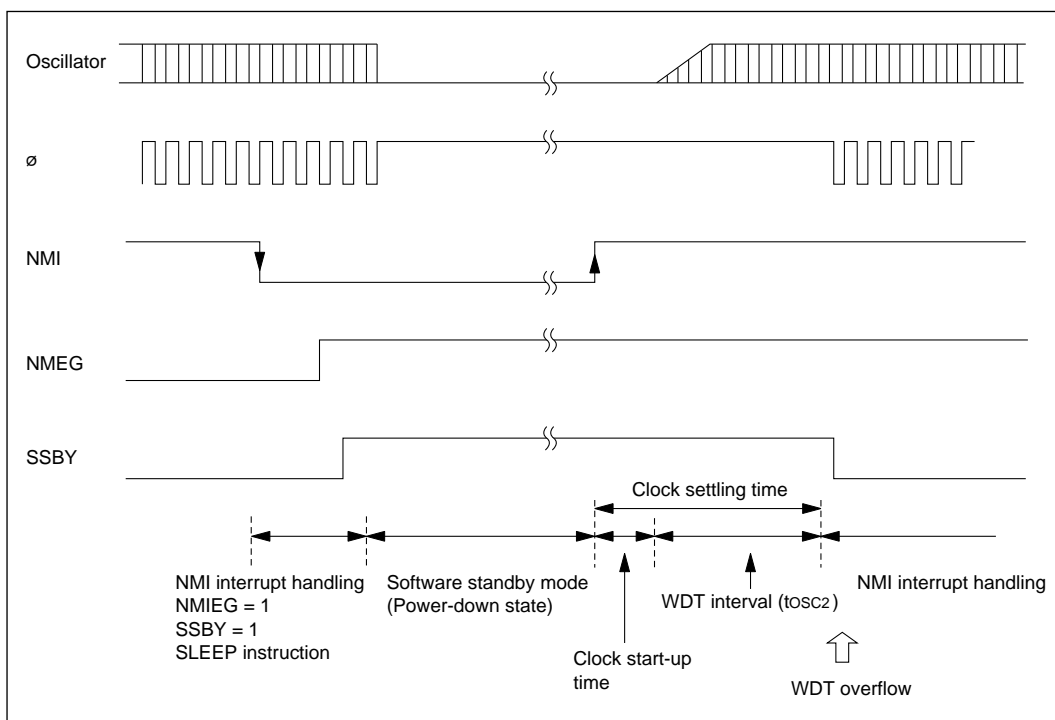 Oscillator
ø
NMI
NMEG
SSBY
Clock settling time
NMI interrupt handling
NMIEG = 1
SSBY = 1
SLEEP instruction
Software standby mode
(Power-down state)
Clock start-up
time
WDT interval (tOSC2)
WDT overflow
NMI interrupt handling